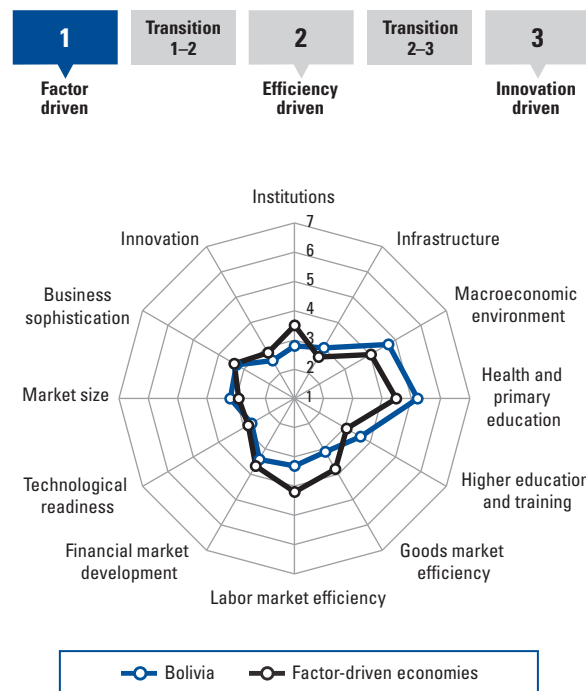 1
Transition
1–2
2
Transition
2–3
3
Factor
driven
Efficiency
driven
Innovation
driven
Institutions
7
6
5
4
3
2
1
Infrastructure
Macroeconomic
environment
Health and
primary
education
Higher education
and training
Goods market
efficiency
Labor market efficiency
Financial market
development
Technological
readiness
Market size
Business
sophistication
Innovation
Bolivia
Factor-driven economies